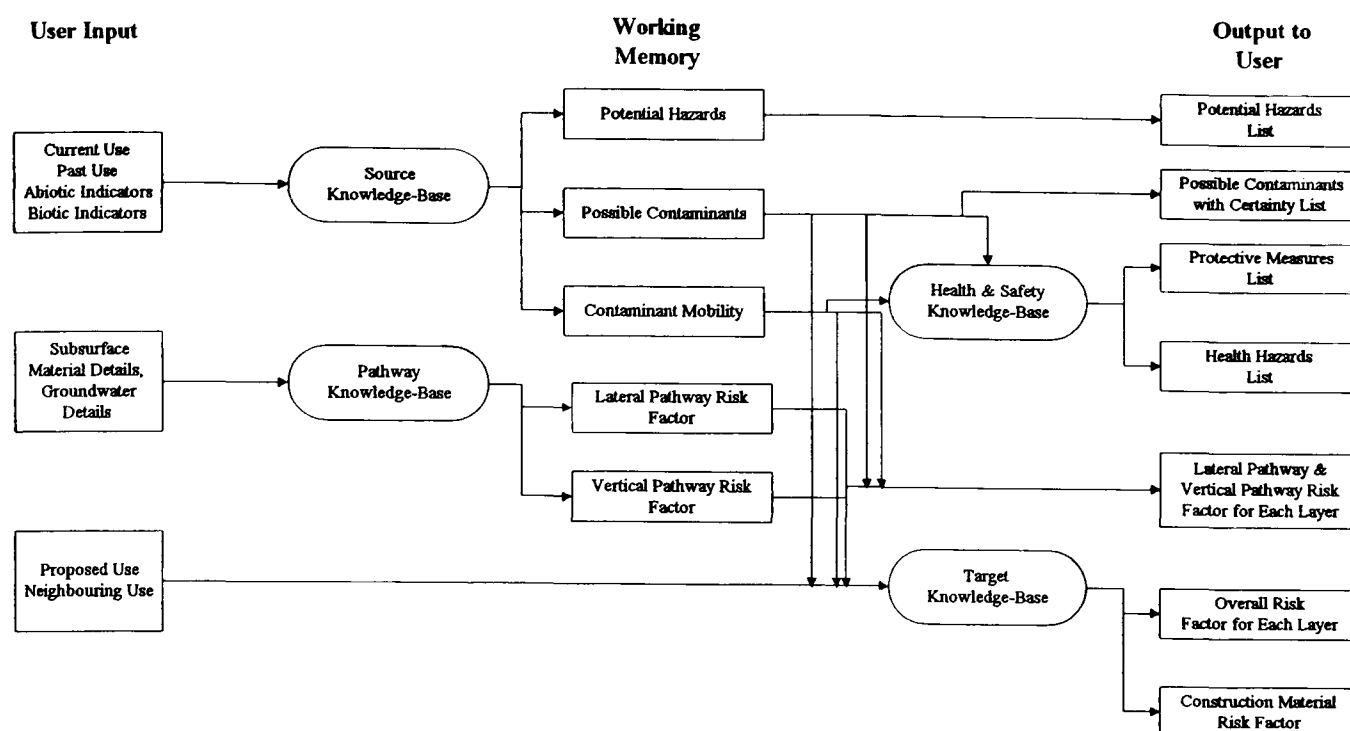 User Input
Working
Memory
Output to
User
Current Use
Past Use
Abiotic Indicators
Biotic Indicators
Source
Knowledge-Base
Potential Hazards
Potential Hazards
List
Possible Contaminants
Possible Contaminants
with Certainty List
Contaminant Mobility
Health & Safety
Knowledge-Base
Protective Measures
List
Health Hazards
List
Subsurface
Material Details,
Groundwater
Details
Pathway
Knowledge-Base
Lateral Pathway Risk
Factor
Vertical Pathway Risk
Factor
Lateral Pathway &
Vertical Pathway Risk
Factor for Each Layer
Proposed Use
Neighbouring Use
Target
Knowledge-Base
Overall Risk
Factor for Each Layer
Construction Material
Risk Factor